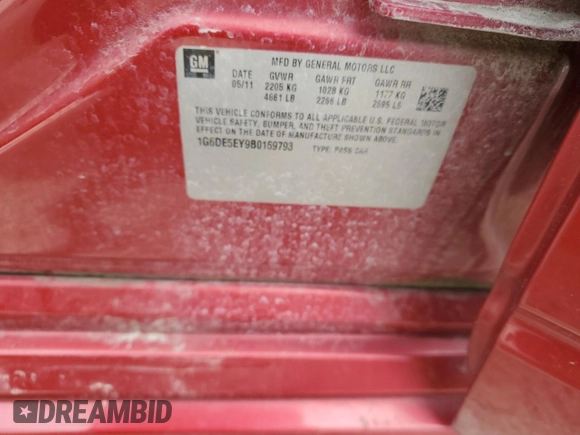 GM
MFD BY GENERAL MOTORS LLC
DATE GVWR GAWR FRT GAWR RR
05/11 2205 KG 1028 KG 1177 KG
4861 LB 2266 LB 2595 LB
THIS VEHICLE CONFORMS TO ALL APPLICABLE U.S. FEDERAL MOTOR
VEHICLE SAFETY, BUMPER, AND THEFT PREVENTION STANDARDS IN
EFFECT ON THE DATE OF MANUFACTURE SHOWN ABOVE.
1G6DE5EY9B0159793 TYPE: PASS CAR
DREAMBID